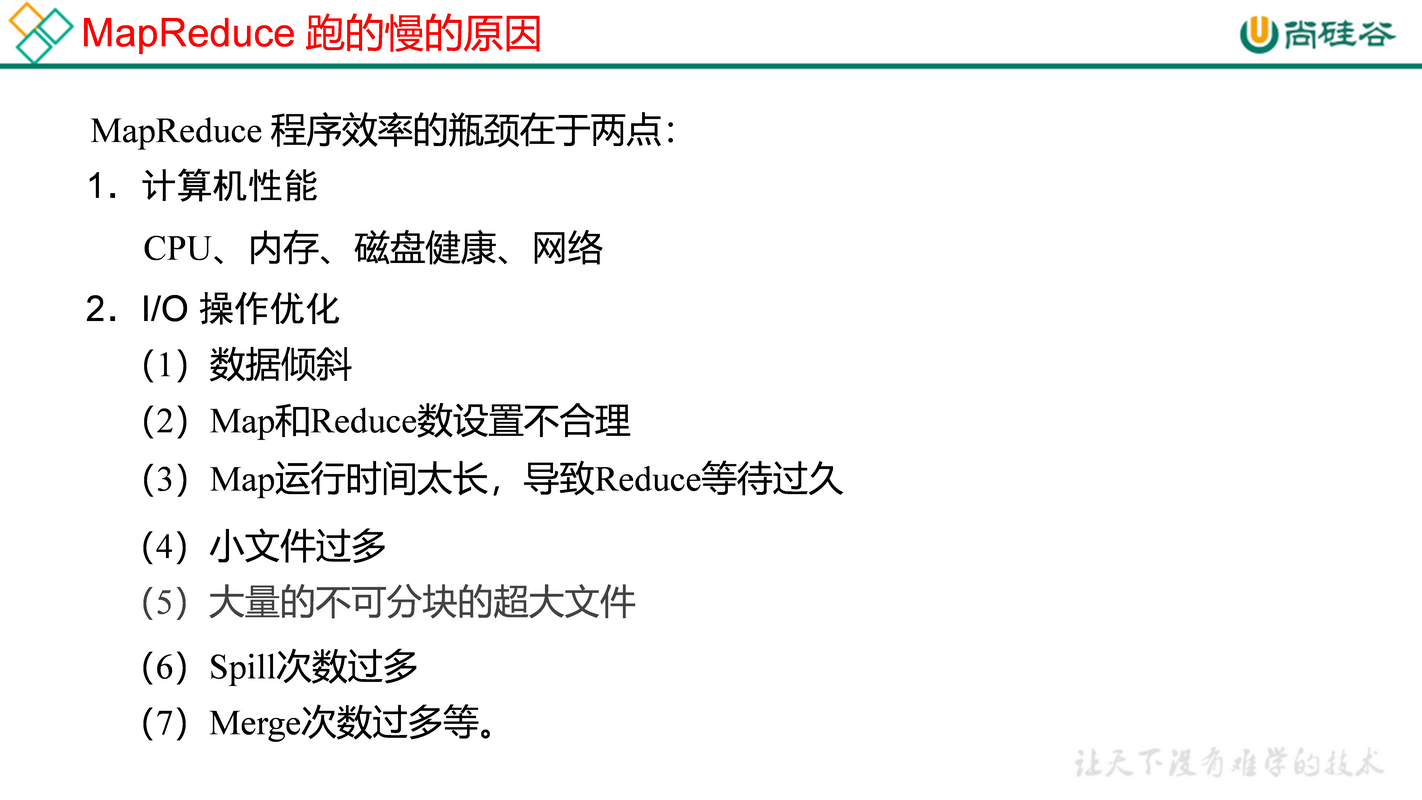 MapReduce 跑的慢的原因
尚硅谷
MapReduce 程序效率的瓶颈在于两点：
1．计算机性能
CPU、内存、磁盘健康、网络
2．I/O 操作优化
（1）数据倾斜
（2）Map和Reduce数设置不合理
（3）Map运行时间太长，导致Reduce等待过久
（4）小文件过多
（5）大量的不可分块的超大文件
（6）Spill次数过多
（7）Merge次数过多等。
让天下没有难学的技术